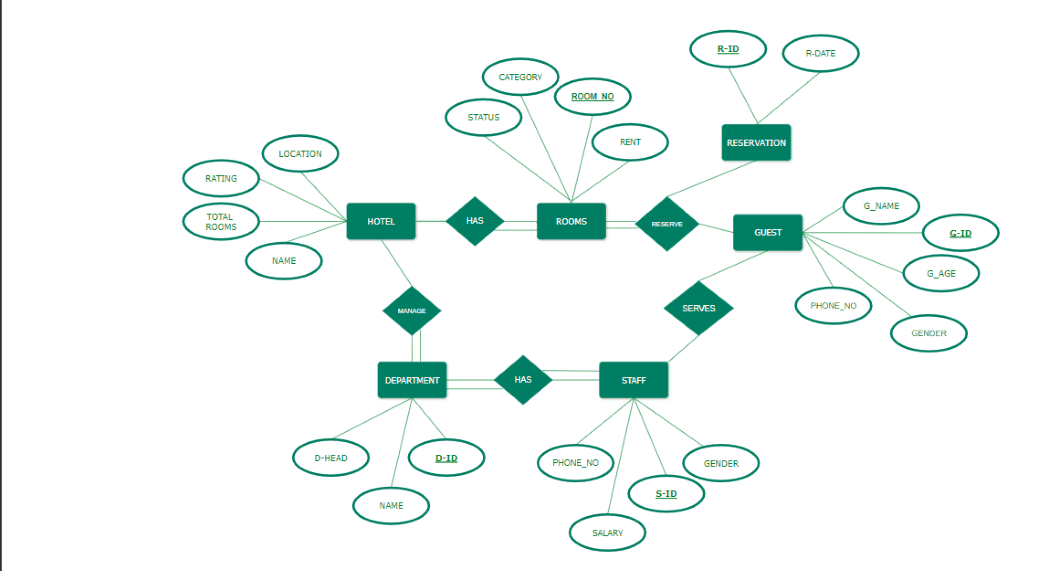 R-ID
R-DATE
CATEGORY
ROOM_NO
STATUS
RENT
RESERVATION
LOCATION
RATING
TOTAL
ROOMS
NAME
HOTEL
HAS
ROOMS
RESERVE
GUEST
G_NAME
G-ID
G_AGE
PHONE_NO
GENDER
MANAGE
SERVES
DEPARTMENT
HAS
STAFF
D-HEAD
D-ID
NAME
PHONE_NO
GENDER
S-ID
SALARY